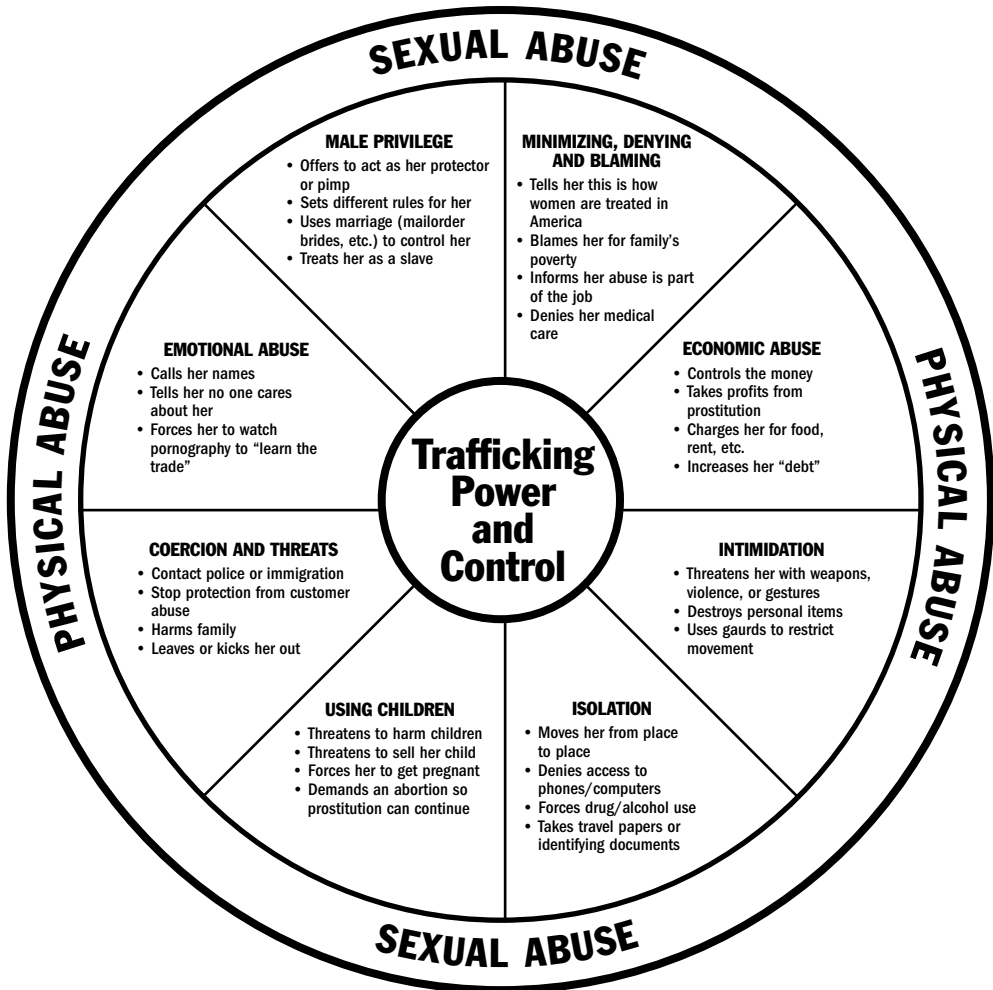 SEXUAL ABUSE
MALE PRIVILEGE
• Offers to act as her protector
or pimp
• Sets different rules for her
• Uses marriage (mailorder
brides, etc.) to control her
• Treats her as a slave
MINIMIZING, DENYING
AND BLAMING
• Tells her this is how
women are treated in
America
• Blames her for family’s
poverty
• Informs her abuse is part
of the job
• Denies her medical
care
PHYSICAL ABUSE
EMOTIONAL ABUSE
• Calls her names
• Tells her no one cares
about her
• Forces her to watch
pornography to “learn the
trade”
ECONOMIC ABUSE
• Controls the money
• Takes profits from
prostitution
• Charges her for food,
rent, etc.
• Increases her “debt”
PHYSICAL ABUSE
Trafficking
Power
and
Control
COERCION AND THREATS
• Contact police or immigration
• Stop protection from customer
abuse
• Harms family
• Leaves or kicks her out
INTIMIDATION
• Threatens her with weapons,
violence, or gestures
• Destroys personal items
• Uses gaurds to restrict
movement
USING CHILDREN
• Threatens to harm children
• Threatens to sell her child
• Forces her to get pregnant
• Demands an abortion so
prostitution can continue
ISOLATION
• Moves her from place
to place
• Denies access to
phones/computers
• Forces drug/alcohol use
• Takes travel papers or
identifying documents
SEXUAL ABUSE